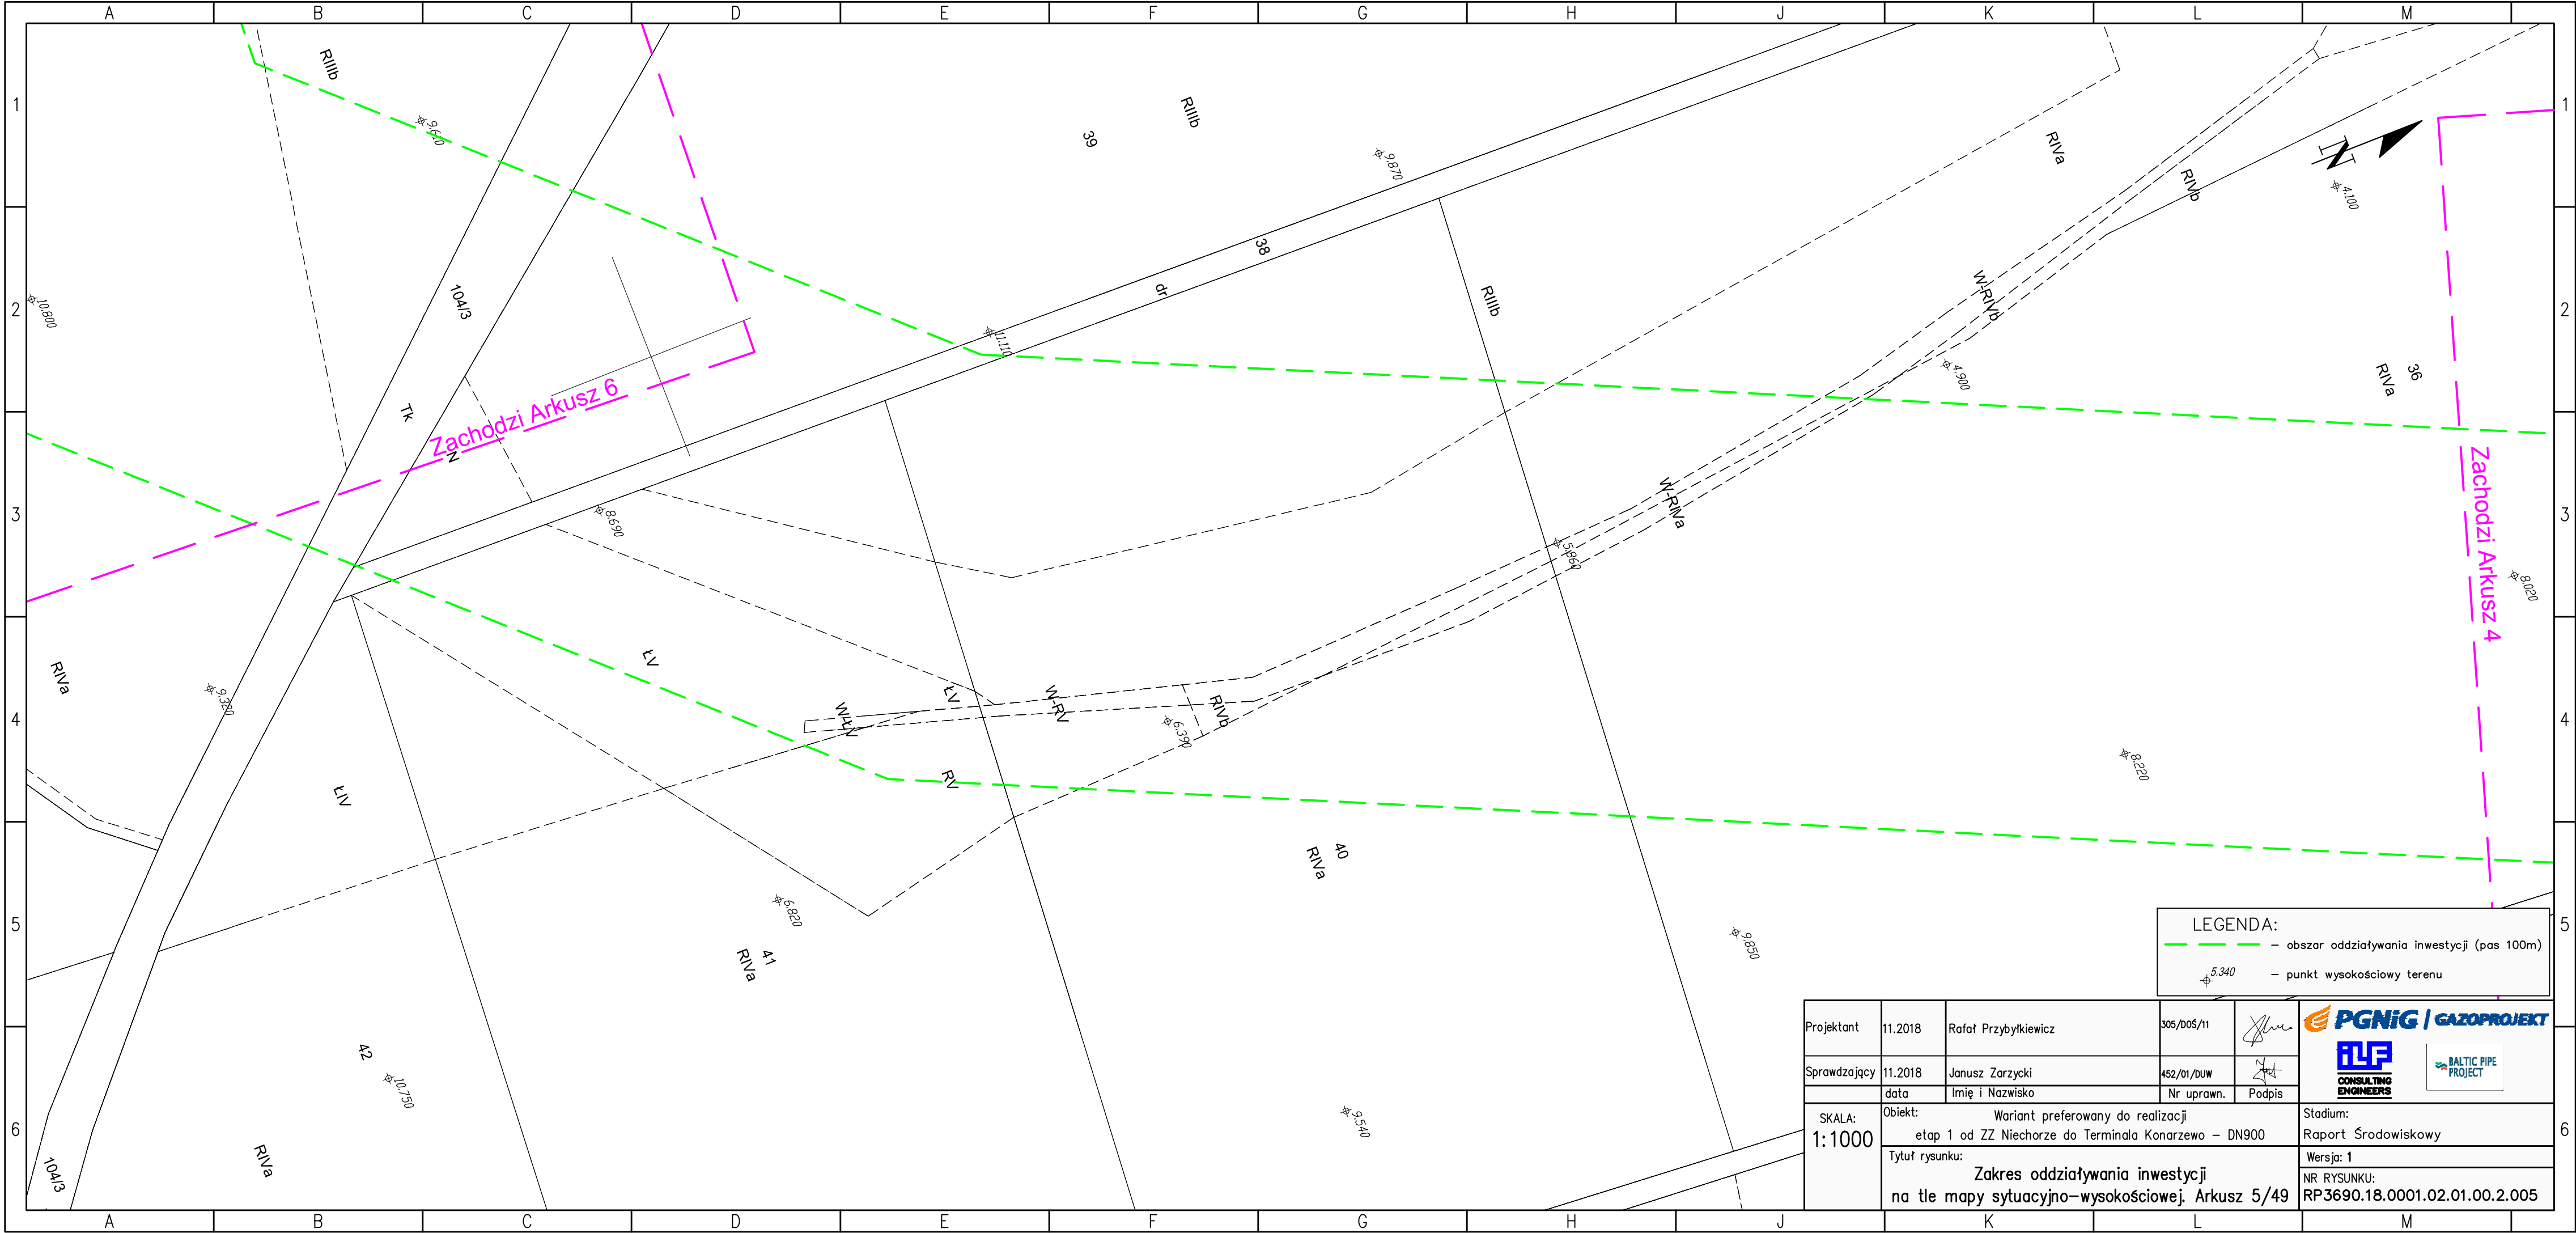 A B C D E F G H J K L M
1 1
2 2
3 3
4 4
5 5
6 6
RIIIb
9.610
RIIIb
39
9.870
RIVa
RIVb
N
4.100
10.800
104/3
38
dr
11.110
RIIIb
W-RIVb
4.900
36
RIVa
Tk
Zachodzi Arkusz 6
N
8.690
W-RIVa
5.860
Zachodzi Arkusz 4
8.020
RIVa
9.320
ŁV
ŁV
W-ŁV
W-RV
RIVb
6.390
RV
8.220
ŁIV
40
RIVa
6.820
41
RIVa
9.850
42
10.750
9.540
RIVa
104/3
LEGENDA:
– obszar oddziaływania inwestycji (pas 100m)
5.340 – punkt wysokościowy terenu
Projektant 11.2018 Rafał Przybyłkiewicz 305/DOŚ/11
Sprawdzający 11.2018 Janusz Zarzycki 452/01/DUW
data Imię i Nazwisko Nr uprawn. Podpis
PGNiG | GAZOPROJEKT
ILF
CONSULTING
ENGINEERS
BALTIC PIPE
PROJECT
SKALA:
1:1000
Obiekt: Wariant preferowany do realizacji
etap 1 od ZZ Niechorze do Terminala Konarzewo – DN900
Stadium:
Raport Środowiskowy
Tytuł rysunku:
Zakres oddziaływania inwestycji
na tle mapy sytuacyjno–wysokościowej. Arkusz 5/49
Wersja: 1
NR RYSUNKU:
RP3690.18.0001.02.01.00.2.005
A B C D E F G H J K L M